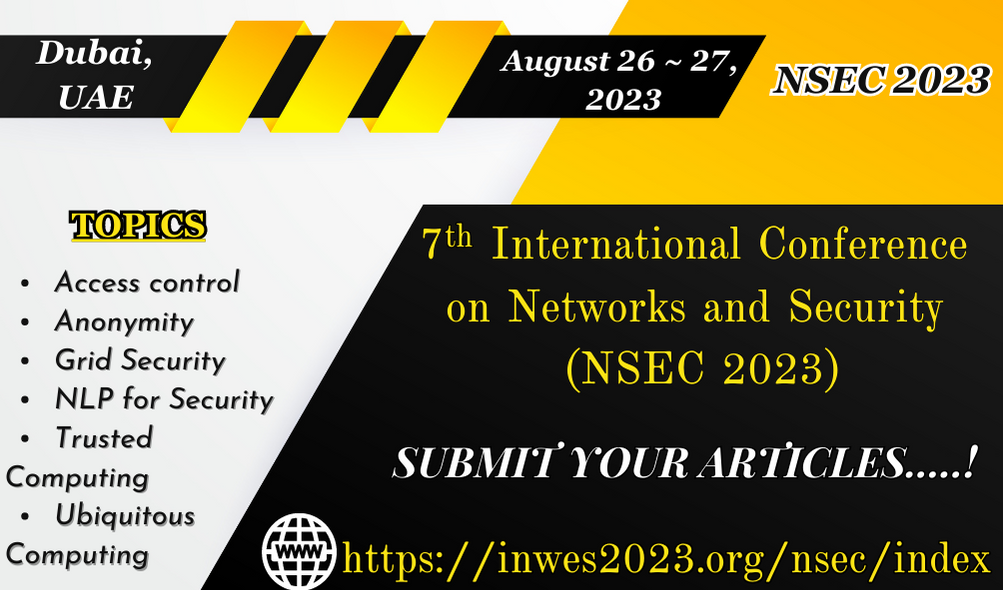 Dubai,
UAE
August 26 ~ 27,
2023
NSEC 2023
TOPICS
• Access control
• Anonymity
• Grid Security
• NLP for Security
• Trusted
Computing
• Ubiquitous
Computing
7th International Conference
on Networks and Security
(NSEC 2023)
SUBMIT YOUR ARTICLES.....!
WWW
https://inwes2023.org/nsec/index